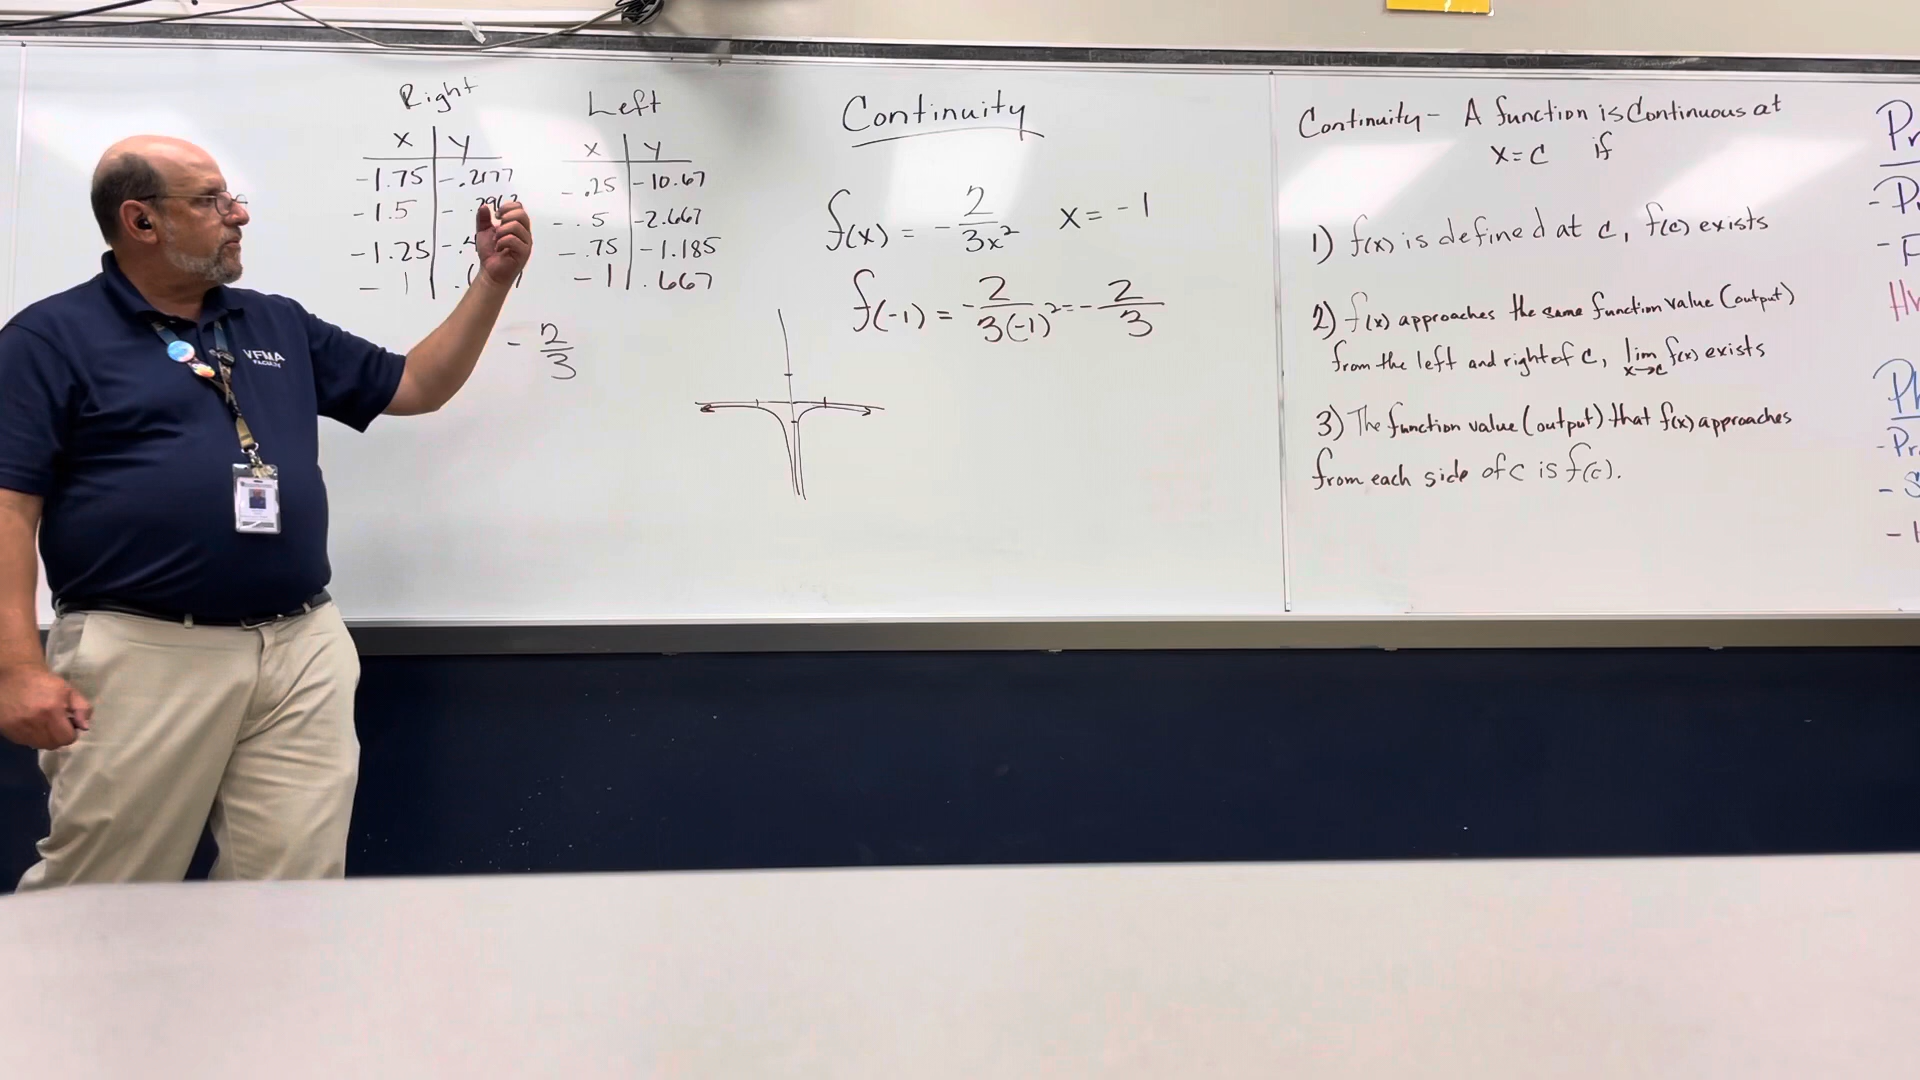 Right
x y
-1.75 -.2177
-1.5
-1.25
-1
Left
x y
-.25 -10.67
-.5 -2.667
-.75 -1.185
-1 .667
- 2/3
VFMA
FACULTY
Continuity
f(x) = - 2/3x² x = -1
f(-1) = -2/3(-1)² = - 2/3
Continuity - A function is Continuous at
x = c if
1) f(x) is defined at c, f(c) exists
2) f(x) approaches the same function value (output)
from the left and right of c, lim x→c f(x) exists
3) The function value (output) that f(x) approaches
from each side of c is f(c).